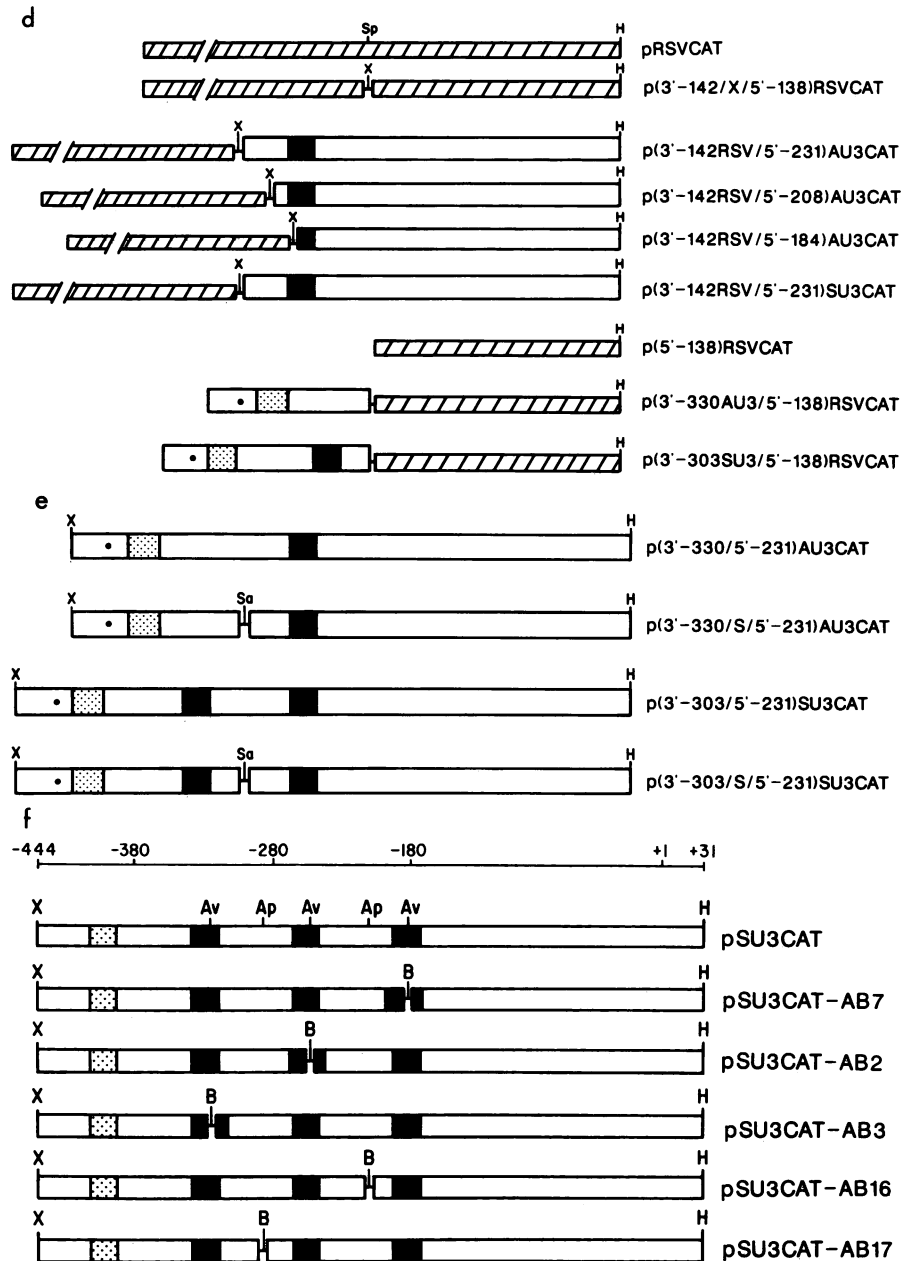 d
Sp H
pRSVCAT
X H
p(3'-142/X/5'-138)RSVCAT
X H
p(3'-142RSV/5'-231)AU3CAT
X H
p(3'-142RSV/5'-208)AU3CAT
X H
p(3'-142RSV/5'-184)AU3CAT
X H
p(3'-142RSV/5'-231)SU3CAT
H
p(5'-138)RSVCAT
H
p(3'-330AU3/5'-138)RSVCAT
H
p(3'-303SU3/5'-138)RSVCAT
e
X H
p(3'-330/5'-231)AU3CAT
X Sa H
p(3'-330/S/5'-231)AU3CAT
X H
p(3'-303/5'-231)SU3CAT
X Sa H
p(3'-303/S/5'-231)SU3CAT
f
-444 -380 -280 -180 +1 +31
X Av Ap Av Ap Av H
pSU3CAT
X B H
pSU3CAT-AB7
X B H
pSU3CAT-AB2
X B H
pSU3CAT-AB3
X B H
pSU3CAT-AB16
X B H
pSU3CAT-AB17